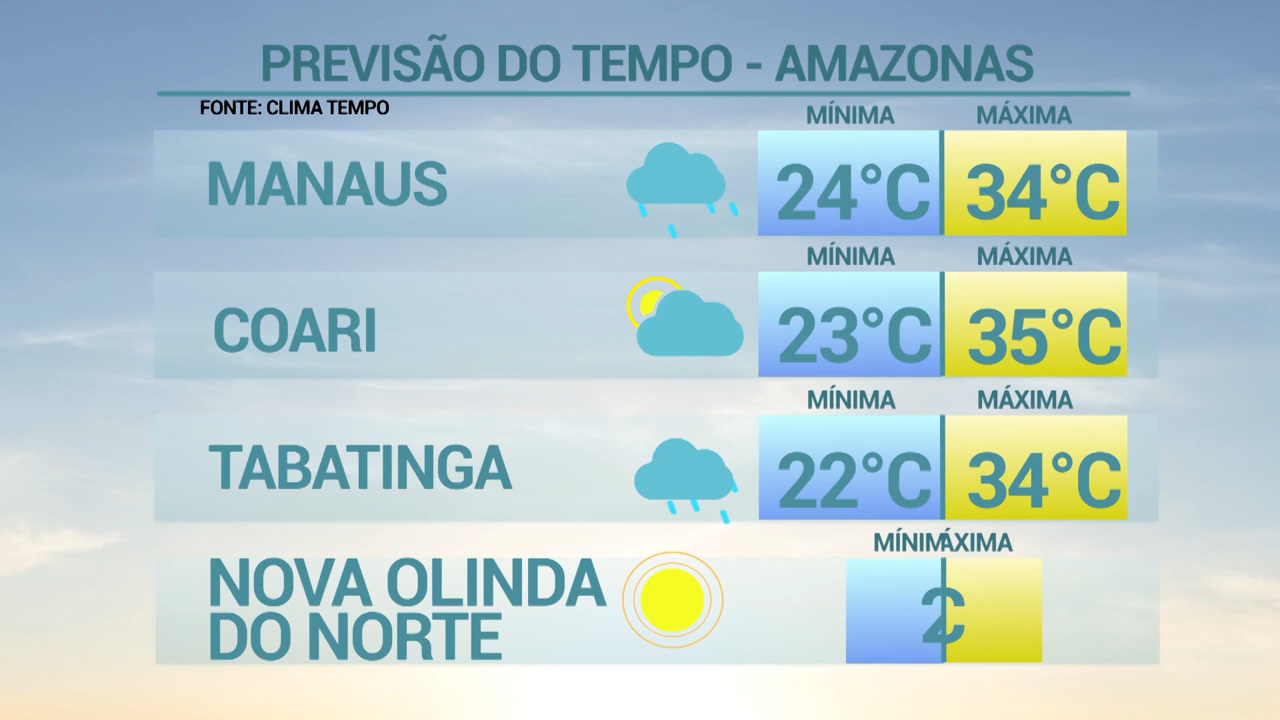 PREVISÃO DO TEMPO - AMAZONAS
FONTE: CLIMA TEMPO
MÍNIMA MÁXIMA
MANAUS 24°C 34°C
MÍNIMA MÁXIMA
COARI 23°C 35°C
MÍNIMA MÁXIMA
TABATINGA 22°C 34°C
NOVA OLINDA
DO NORTE